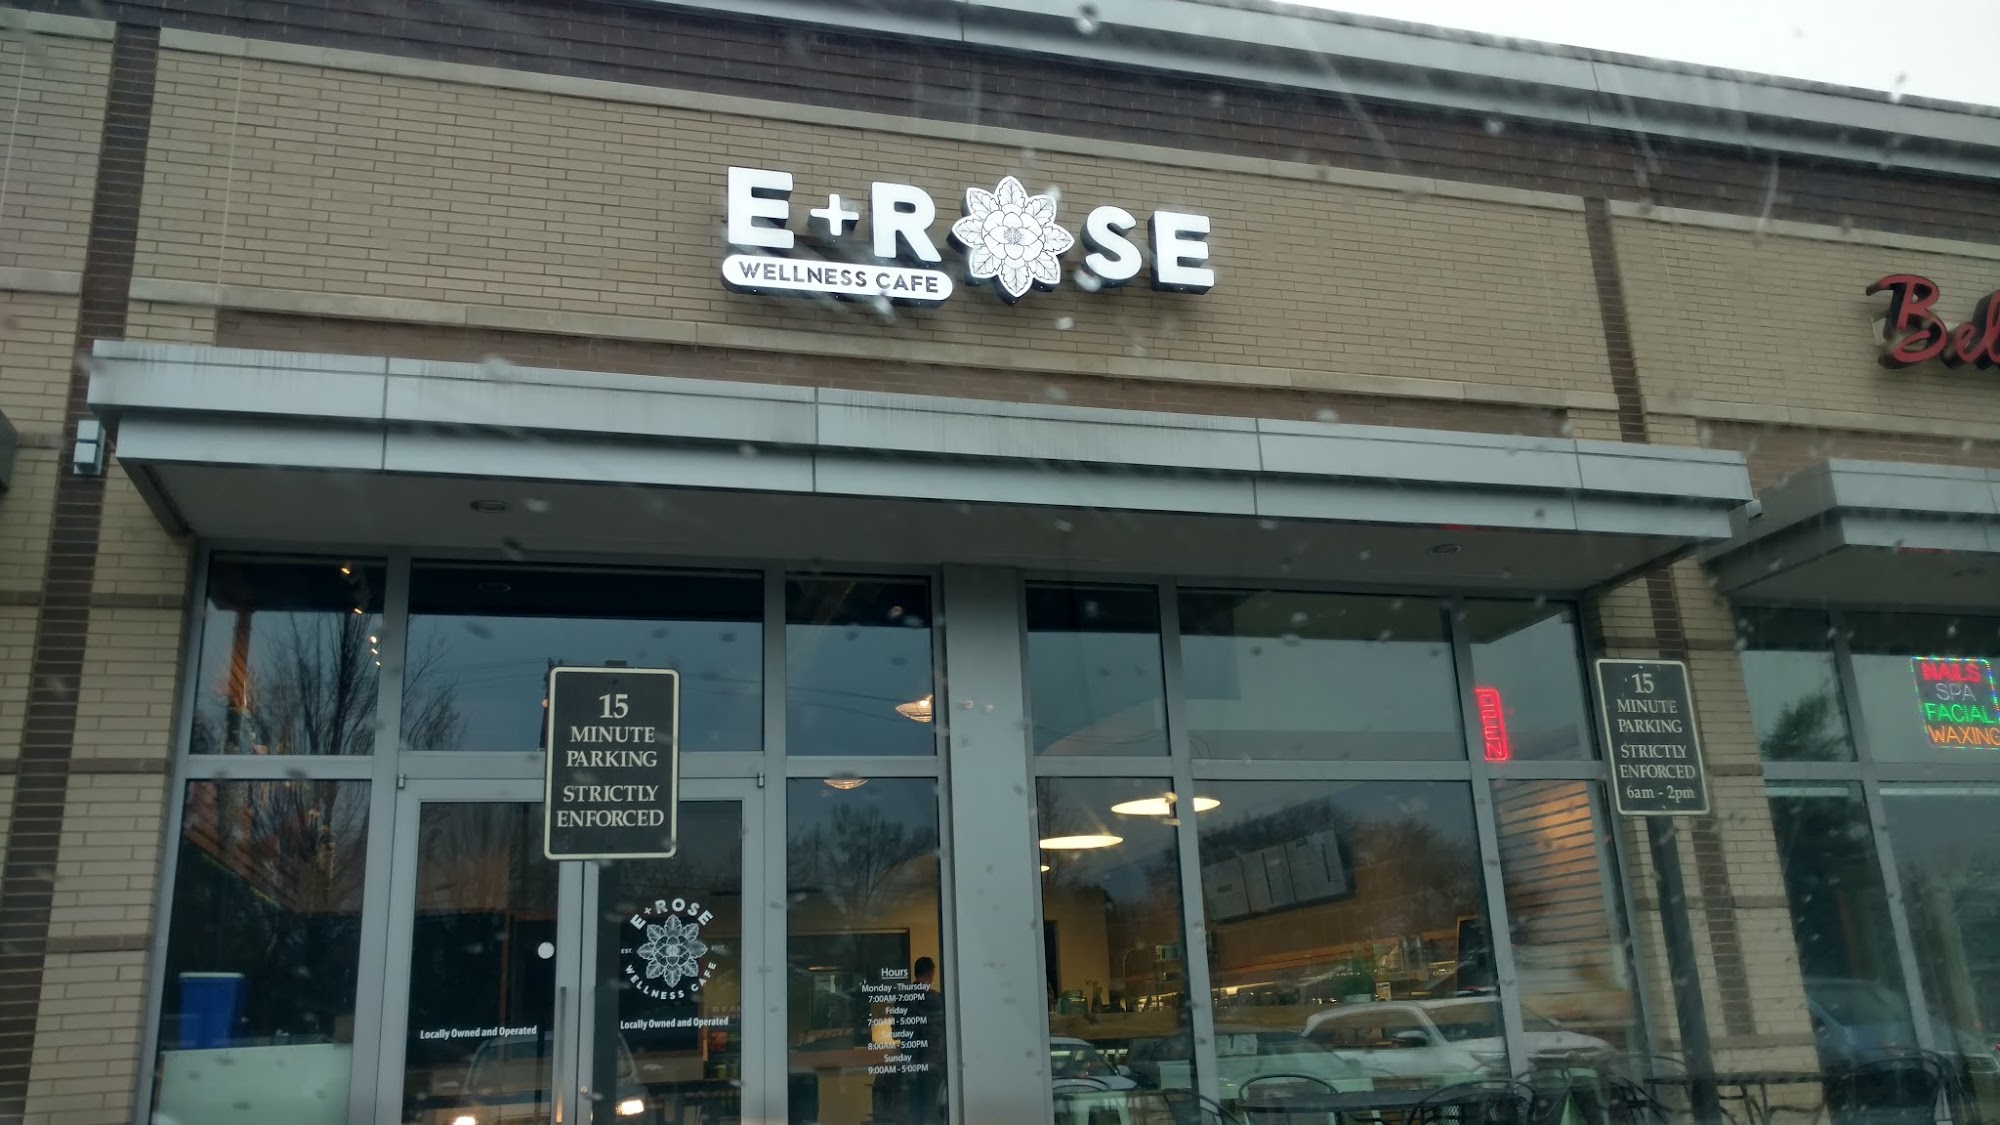 E+ROSE
WELLNESS CAFE
15
MINUTE
PARKING
STRICTLY
ENFORCED
OPEN
15
MINUTE
PARKING
STRICTLY
ENFORCED
6am - 2pm
NAILS
SPA
FACIAL
WAXING
E+ROSE
EST. 2017
WELLNESS CAFE
Locally Owned and Operated
Locally Owned and Operated
Hours
Monday - Thursday
7:00AM-7:00PM
Friday
7:00AM - 5:00PM
Saturday
8:00AM - 5:00PM
Sunday
9:00AM - 5:00PM